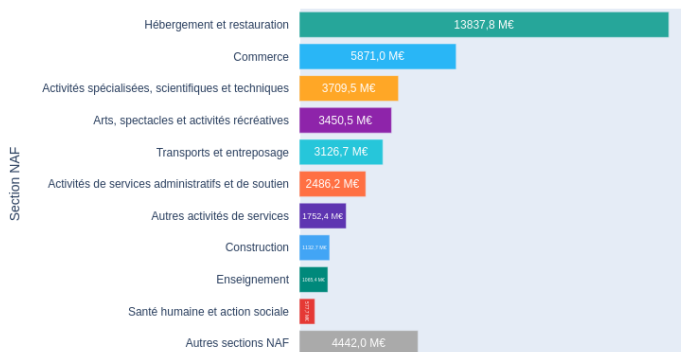 Section NAF
Hébergement et restauration 13837,8 M€
Commerce 5871,0 M€
Activités spécialisées, scientifiques et techniques 3709,5 M€
Arts, spectacles et activités récréatives 3450,5 M€
Transports et entreposage 3126,7 M€
Activités de services administratifs et de soutien 2486,2 M€
Autres activités de services 1752,4 M€
Construction
Enseignement
Santé humaine et action sociale
Autres sections NAF 4442,0 M€